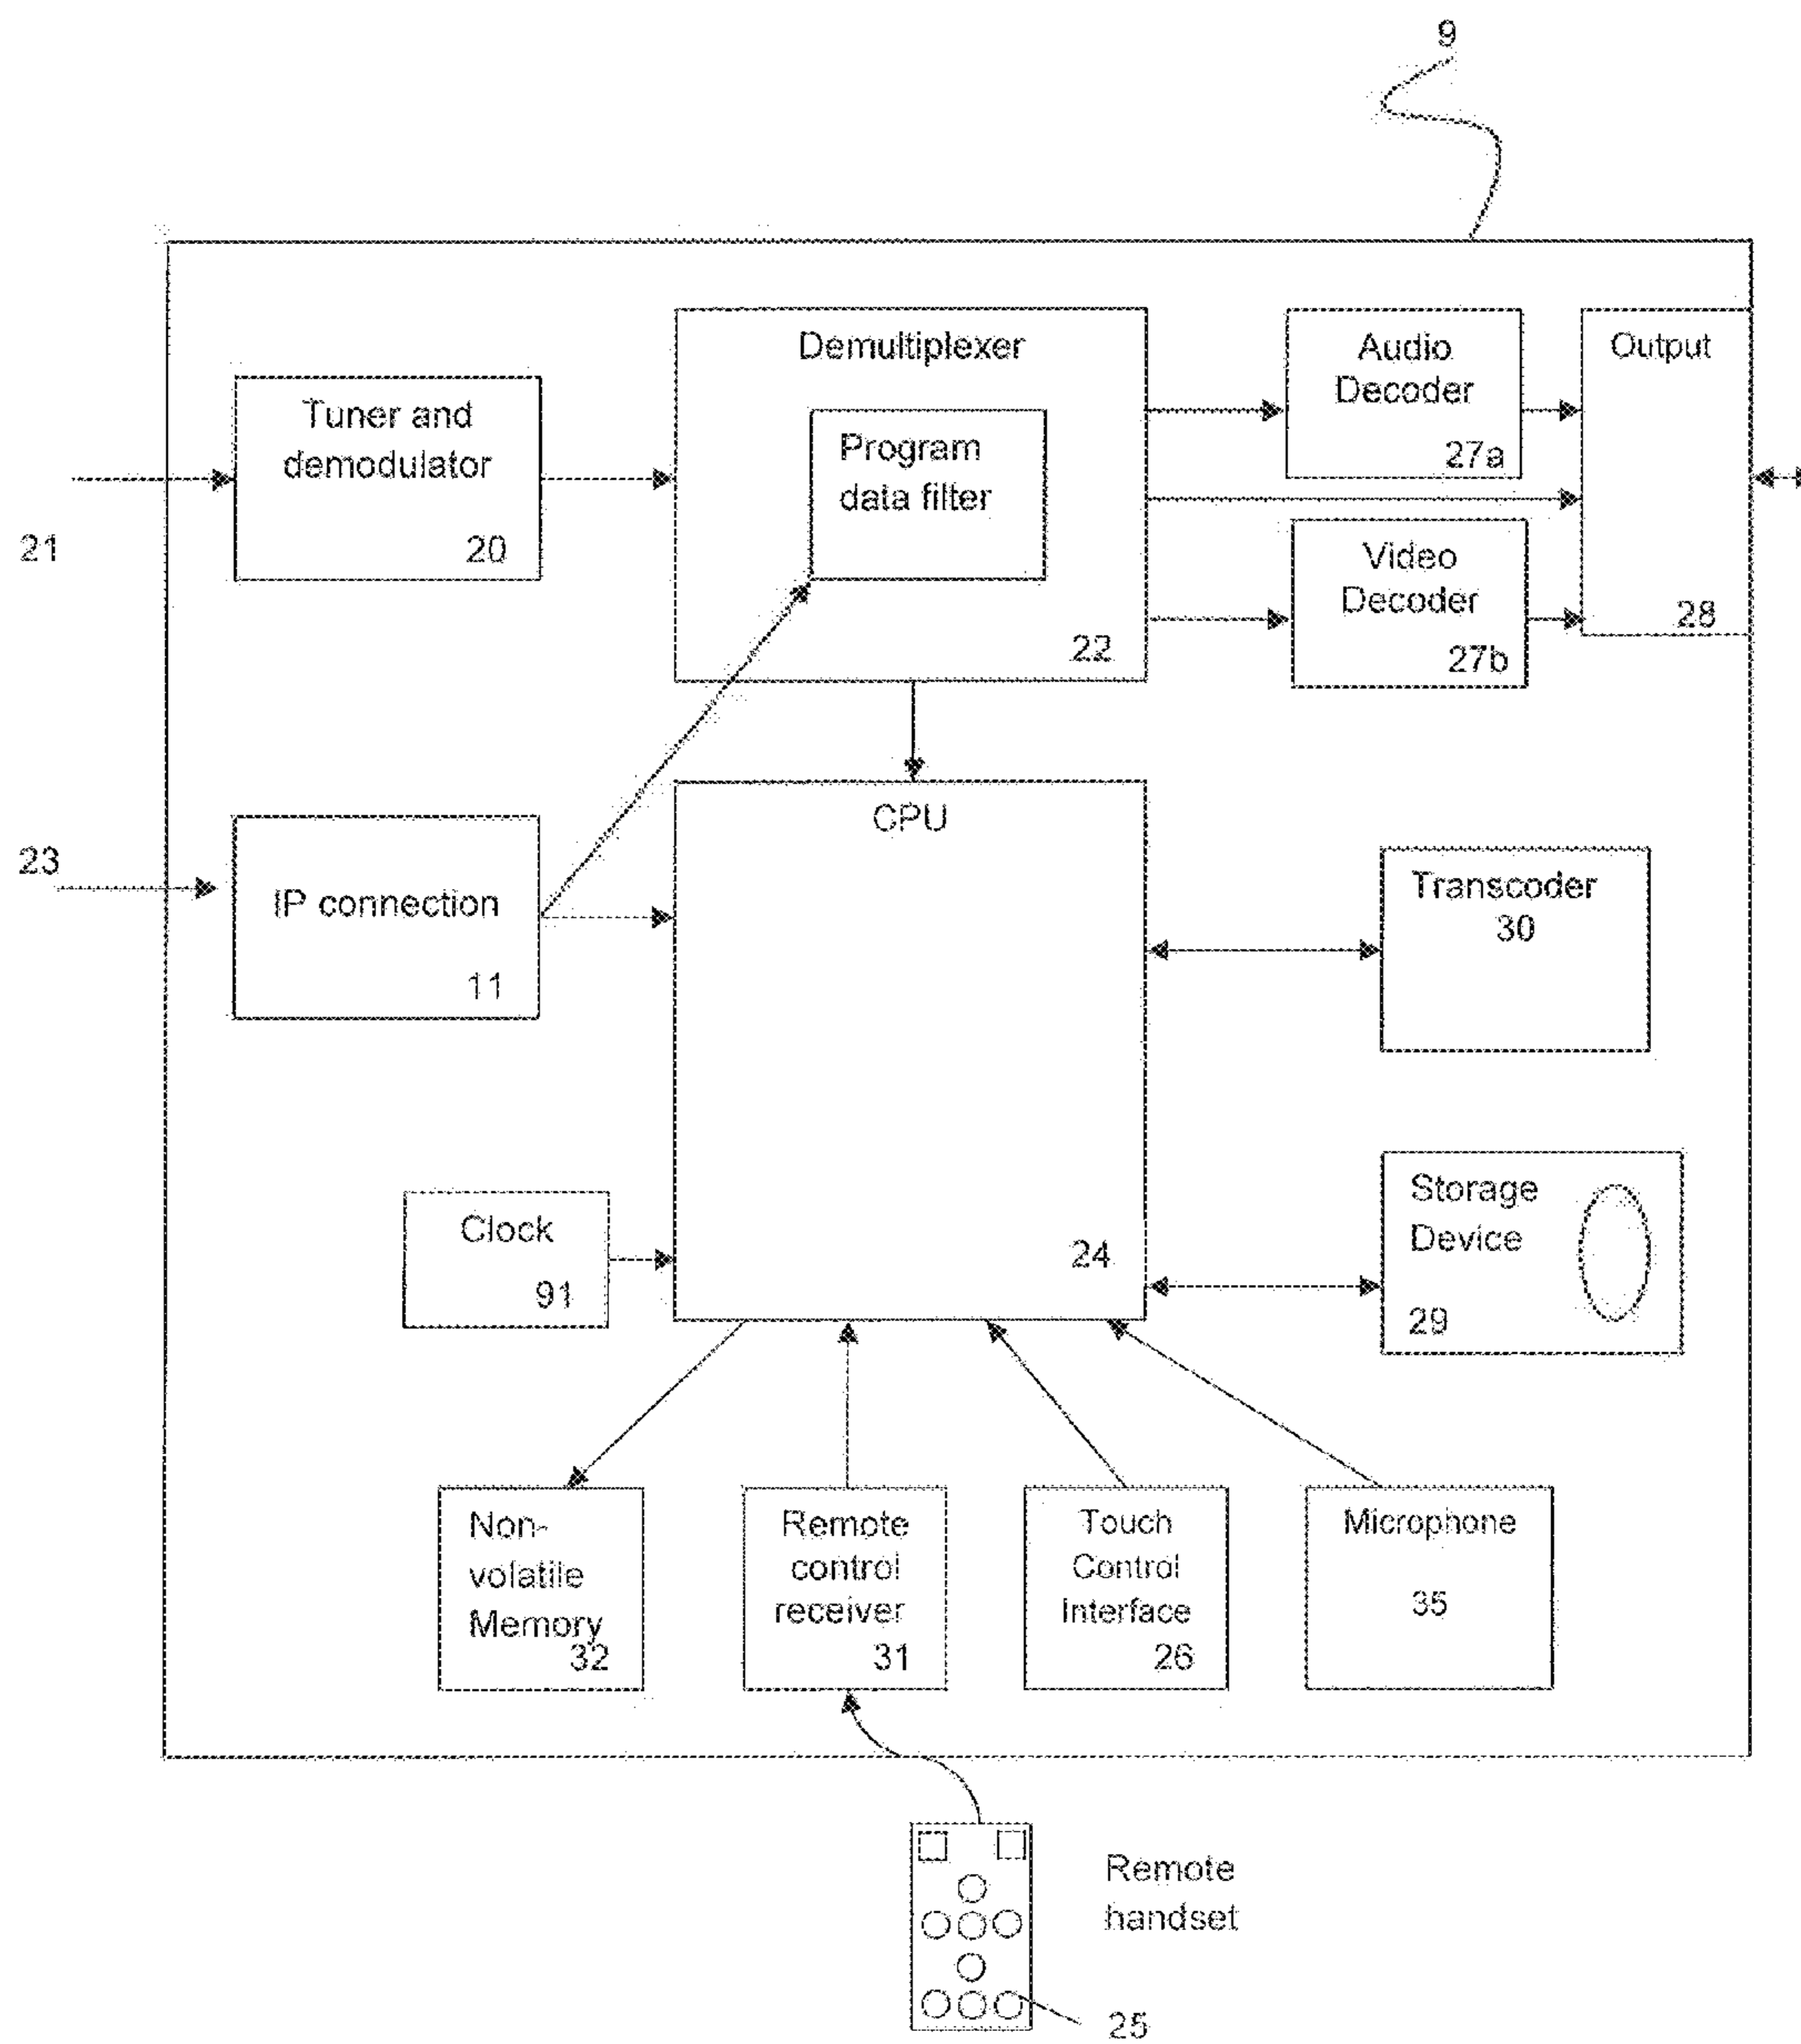 9
Demultiplexer
Audio
Decoder
27a
Output
Tuner and
demodulator
20
Program
data filter
21
Video
Decoder
27b
28
22
CPU
23
IP connection
11
Transcoder
30
Clock
91
24
Storage
Device
29
Non-
volatile
Memory
32
Remote
control
receiver
31
Touch
Control
Interface
26
Microphone
35
Remote
handset
25